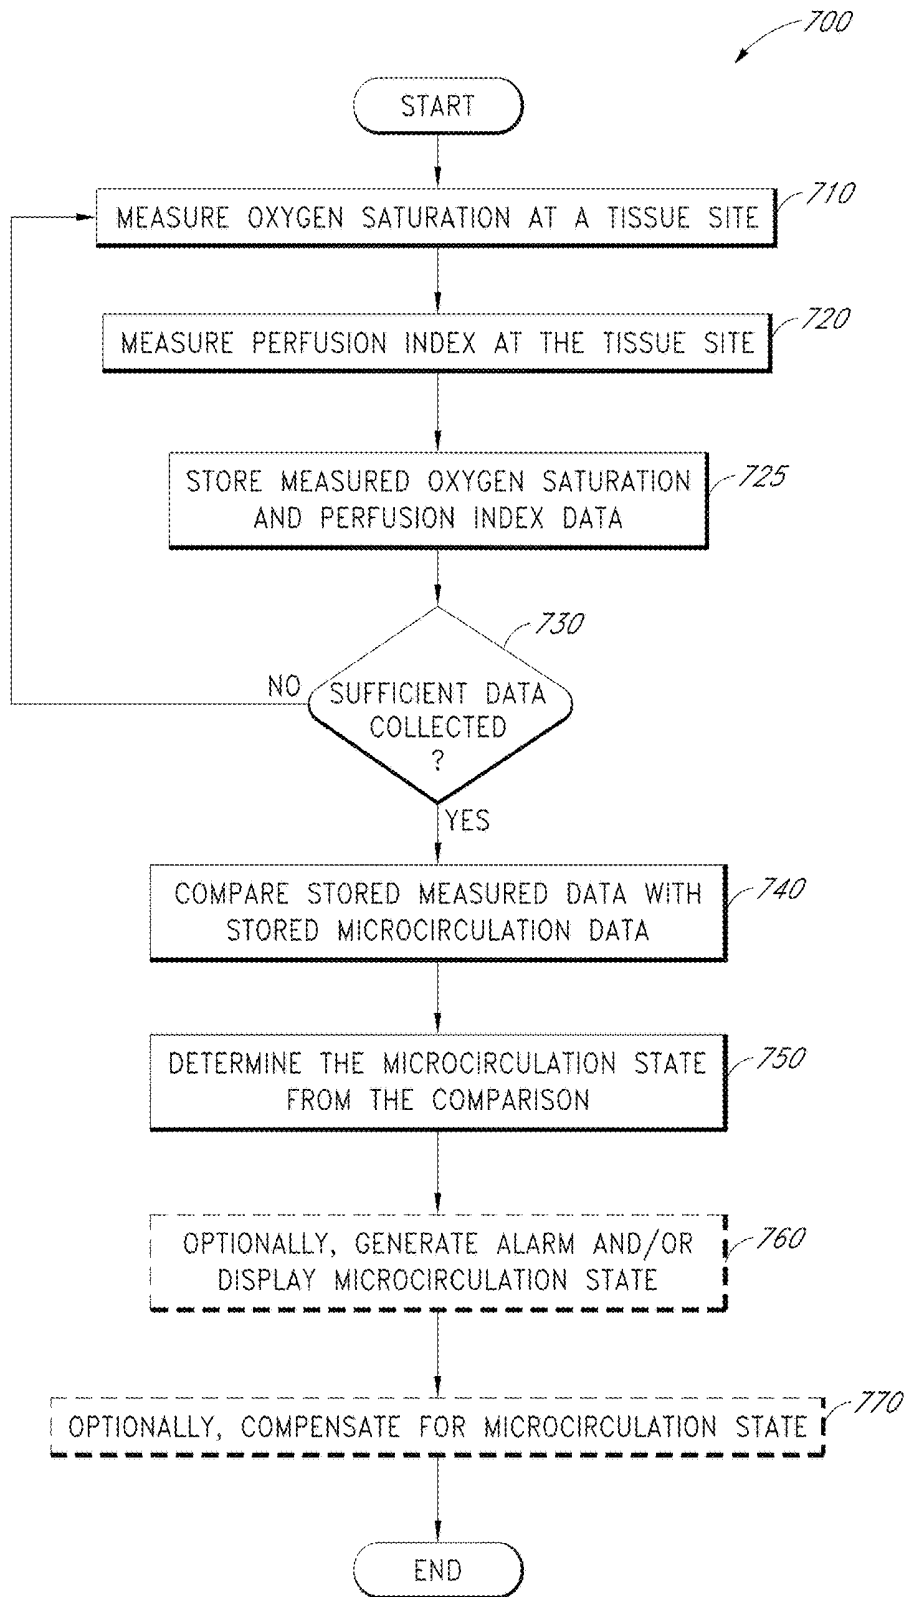 700
START
MEASURE OXYGEN SATURATION AT A TISSUE SITE
710
MEASURE PERFUSION INDEX AT THE TISSUE SITE
720
STORE MEASURED OXYGEN SATURATION
AND PERFUSION INDEX DATA
725
730
NO
SUFFICIENT DATA
COLLECTED
?
YES
COMPARE STORED MEASURED DATA WITH
STORED MICROCIRCULATION DATA
740
DETERMINE THE MICROCIRCULATION STATE
FROM THE COMPARISON
750
OPTIONALLY, GENERATE ALARM AND/OR
DISPLAY MICROCIRCULATION STATE
760
OPTIONALLY, COMPENSATE FOR MICROCIRCULATION STATE
770
END